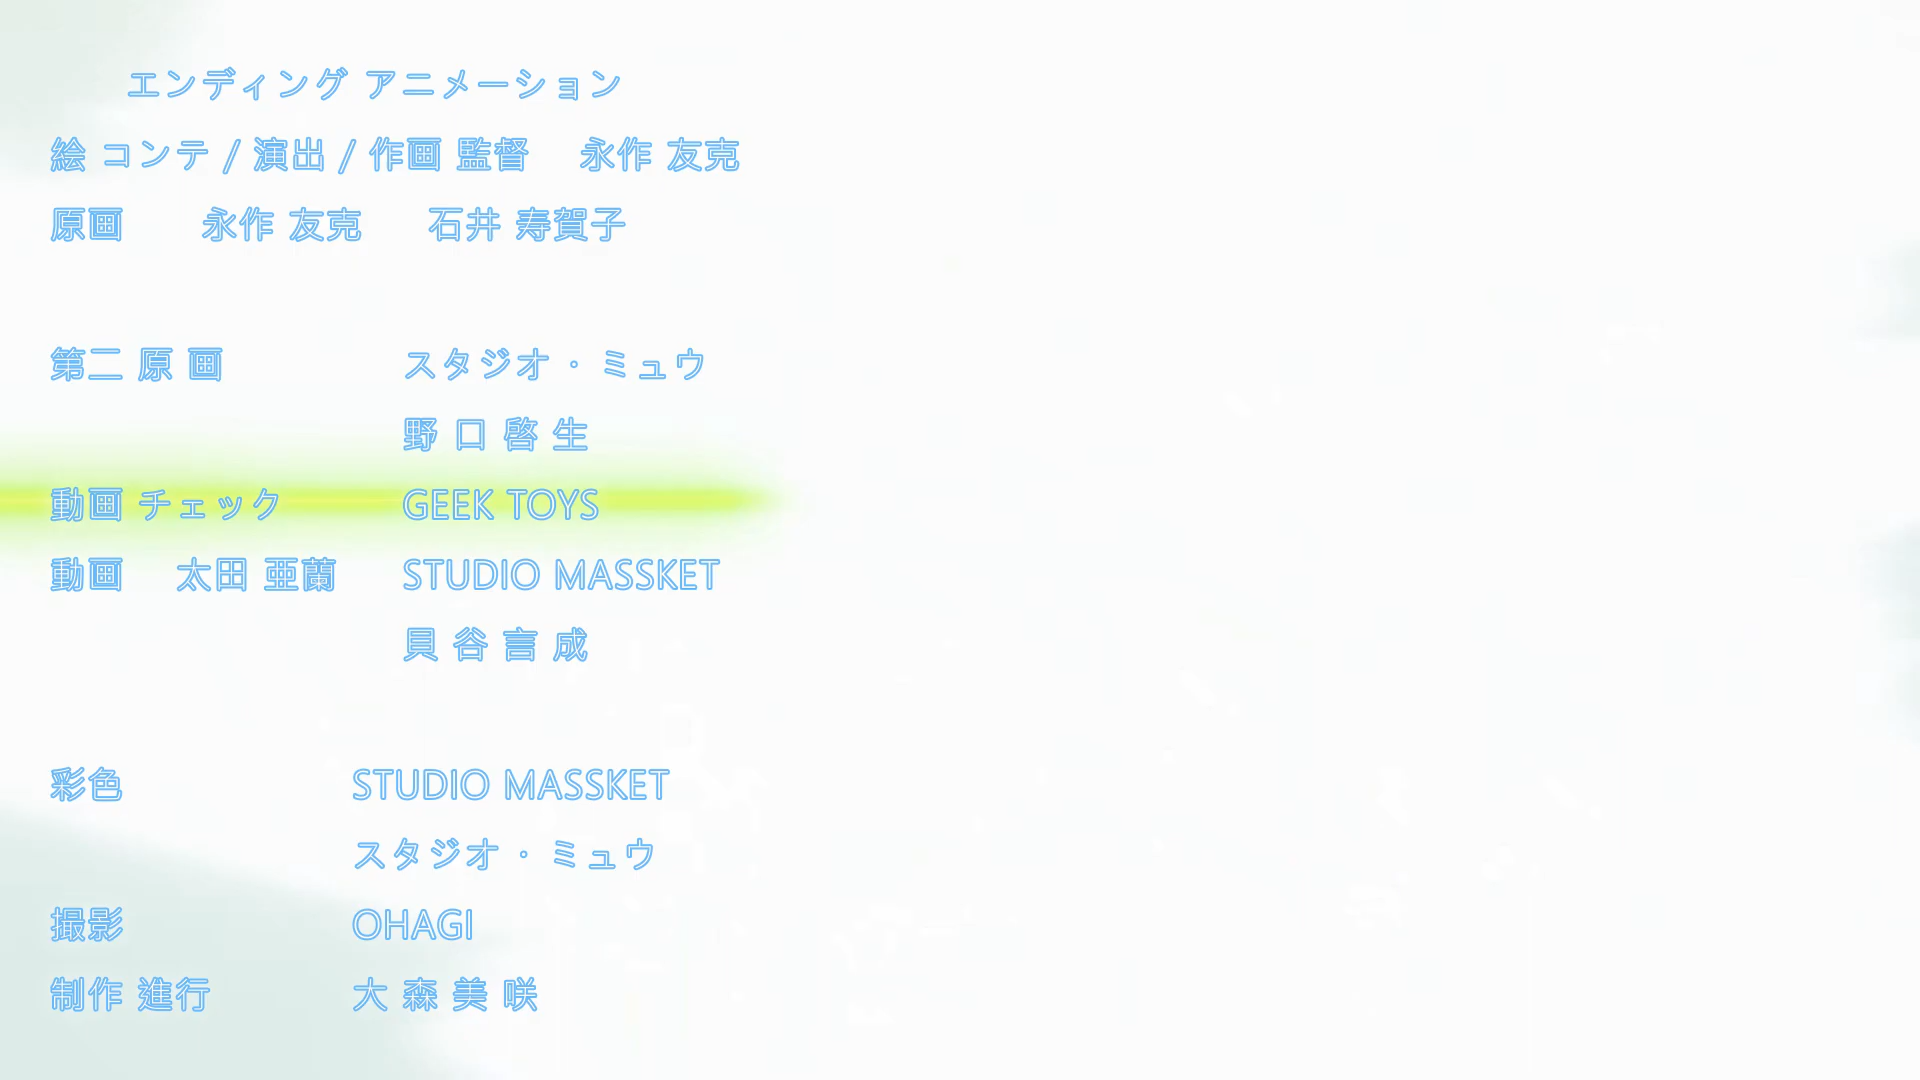 エンディング アニメーション
絵 コンテ / 演出 / 作画 監督 永作 友克
原画 永作 友克 石井 寿賀子
第二 原 画 スタジオ・ミュウ
野 口 啓 生
動画 チェック GEEK TOYS
動画 太田 亜蘭 STUDIO MASSKET
貝 谷 言 成
彩色 STUDIO MASSKET
スタジオ・ミュウ
撮影 OHAGI
制作 進行 大 森 美 咲